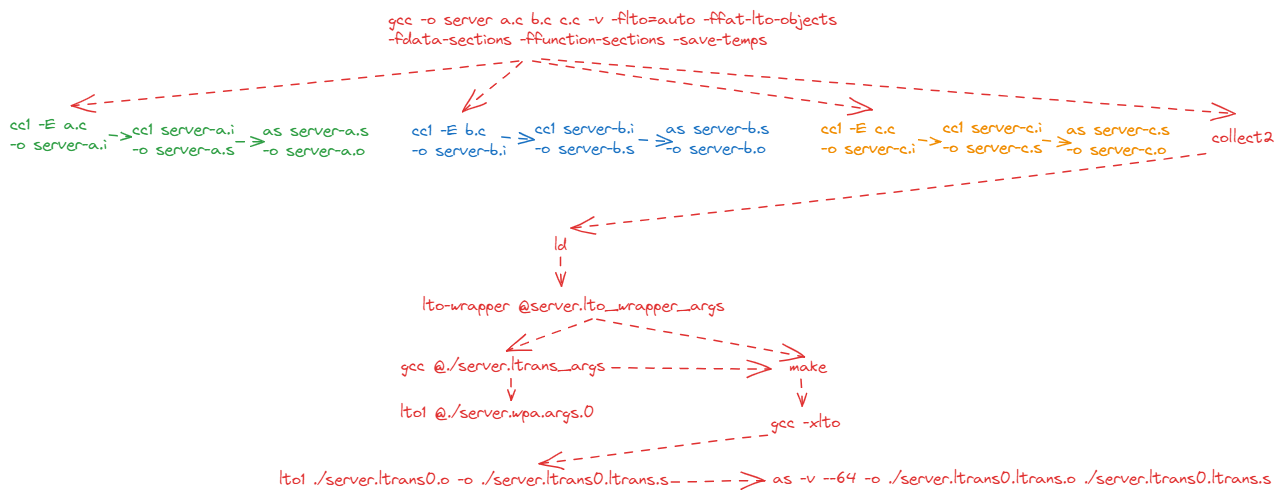 gcc -o server a.c b.c c.c -v -flto=auto -ffat-lto-objects
-fdata-sections -ffunction-sections -save-temps
cc1 -E a.c
-o server-a.i
cc1 server-a.i
-o server-a.s
as server-a.s
-o server-a.o
cc1 -E b.c
-o server-b.i
cc1 server-b.i
-o server-b.s
as server-b.s
-o server-b.o
cc1 -E c.c
-o server-c.i
cc1 server-c.i
-o server-c.s
as server-c.s
-o server-c.o
collect2
ld
lto-wrapper @server.lto_wrapper_args
gcc @./server.ltrans_args
make
lto1 @./server.wpa.args.0
gcc -xlto
lto1 ./server.ltrans0.o -o ./server.ltrans0.ltrans.s
as -v --64 -o ./server.ltrans0.ltrans.o ./server.ltrans0.ltrans.s